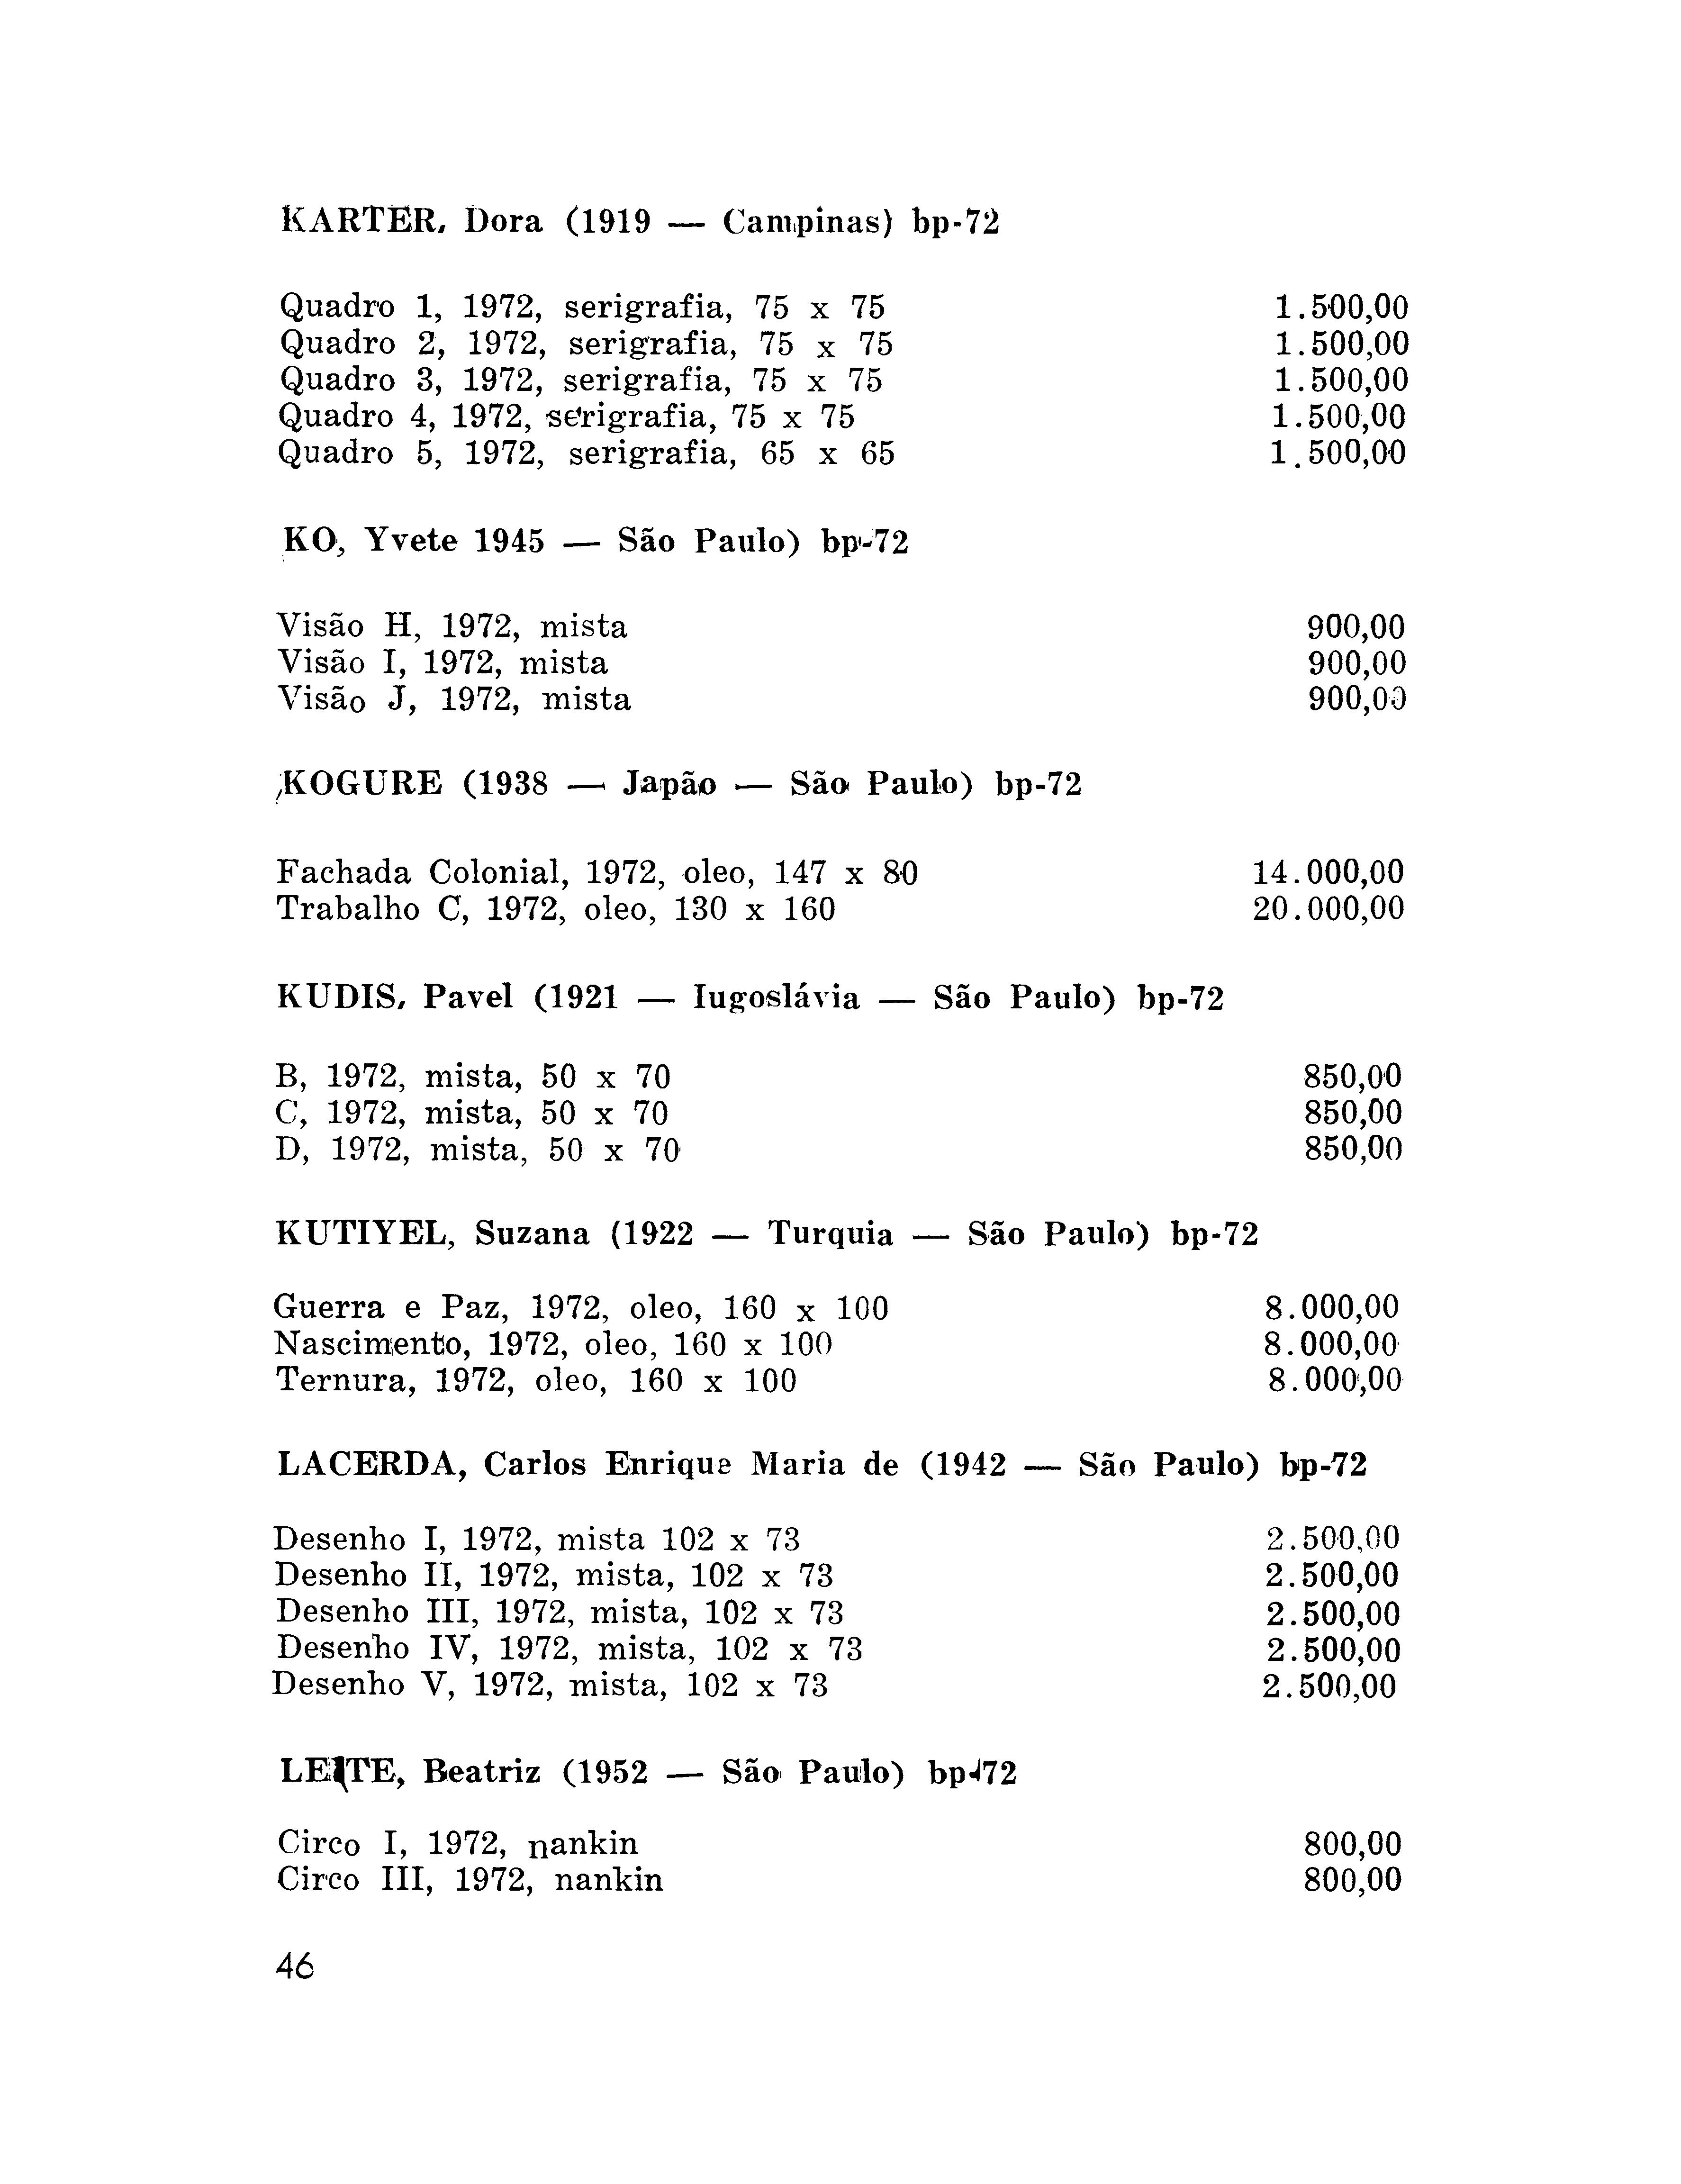 KARTER, Dora (1919 — Campinas) bp-72
Quadro 1, 1972, serigrafia, 75 x 75 1.500,00
Quadro 2, 1972, serigrafia, 75 x 75 1.500,00
Quadro 3, 1972, serigrafia, 75 x 75 1.500,00
Quadro 4, 1972, serigrafia, 75 x 75 1.500,00
Quadro 5, 1972, serigrafia, 65 x 65 1.500,00
KO, Yvete 1945 — São Paulo) bp-72
Visão H, 1972, mista 900,00
Visão I, 1972, mista 900,00
Visão J, 1972, mista 900,00
KOGURE (1938 — Japão — São Paulo) bp-72
Fachada Colonial, 1972, oleo, 147 x 80 14.000,00
Trabalho C, 1972, oleo, 130 x 160 20.000,00
KUDIS, Pavel (1921 — Iugoslávia — São Paulo) bp-72
B, 1972, mista, 50 x 70 850,00
C, 1972, mista, 50 x 70 850,00
D, 1972, mista, 50 x 70 850,00
KUTIYEL, Suzana (1922 — Turquia — São Paulo) bp-72
Guerra e Paz, 1972, oleo, 160 x 100 8.000,00
Nascimento, 1972, oleo, 160 x 100 8.000,00
Ternura, 1972, oleo, 160 x 100 8.000,00
LACERDA, Carlos Enrique Maria de (1942 — São Paulo) bp-72
Desenho I, 1972, mista 102 x 73 2.500,00
Desenho II, 1972, mista, 102 x 73 2.500,00
Desenho III, 1972, mista, 102 x 73 2.500,00
Desenho IV, 1972, mista, 102 x 73 2.500,00
Desenho V, 1972, mista, 102 x 73 2.500,00
LEITE, Beatriz (1952 — São Paulo) bp-72
Circo I, 1972, nankin 800,00
Circo III, 1972, nankin 800,00
46